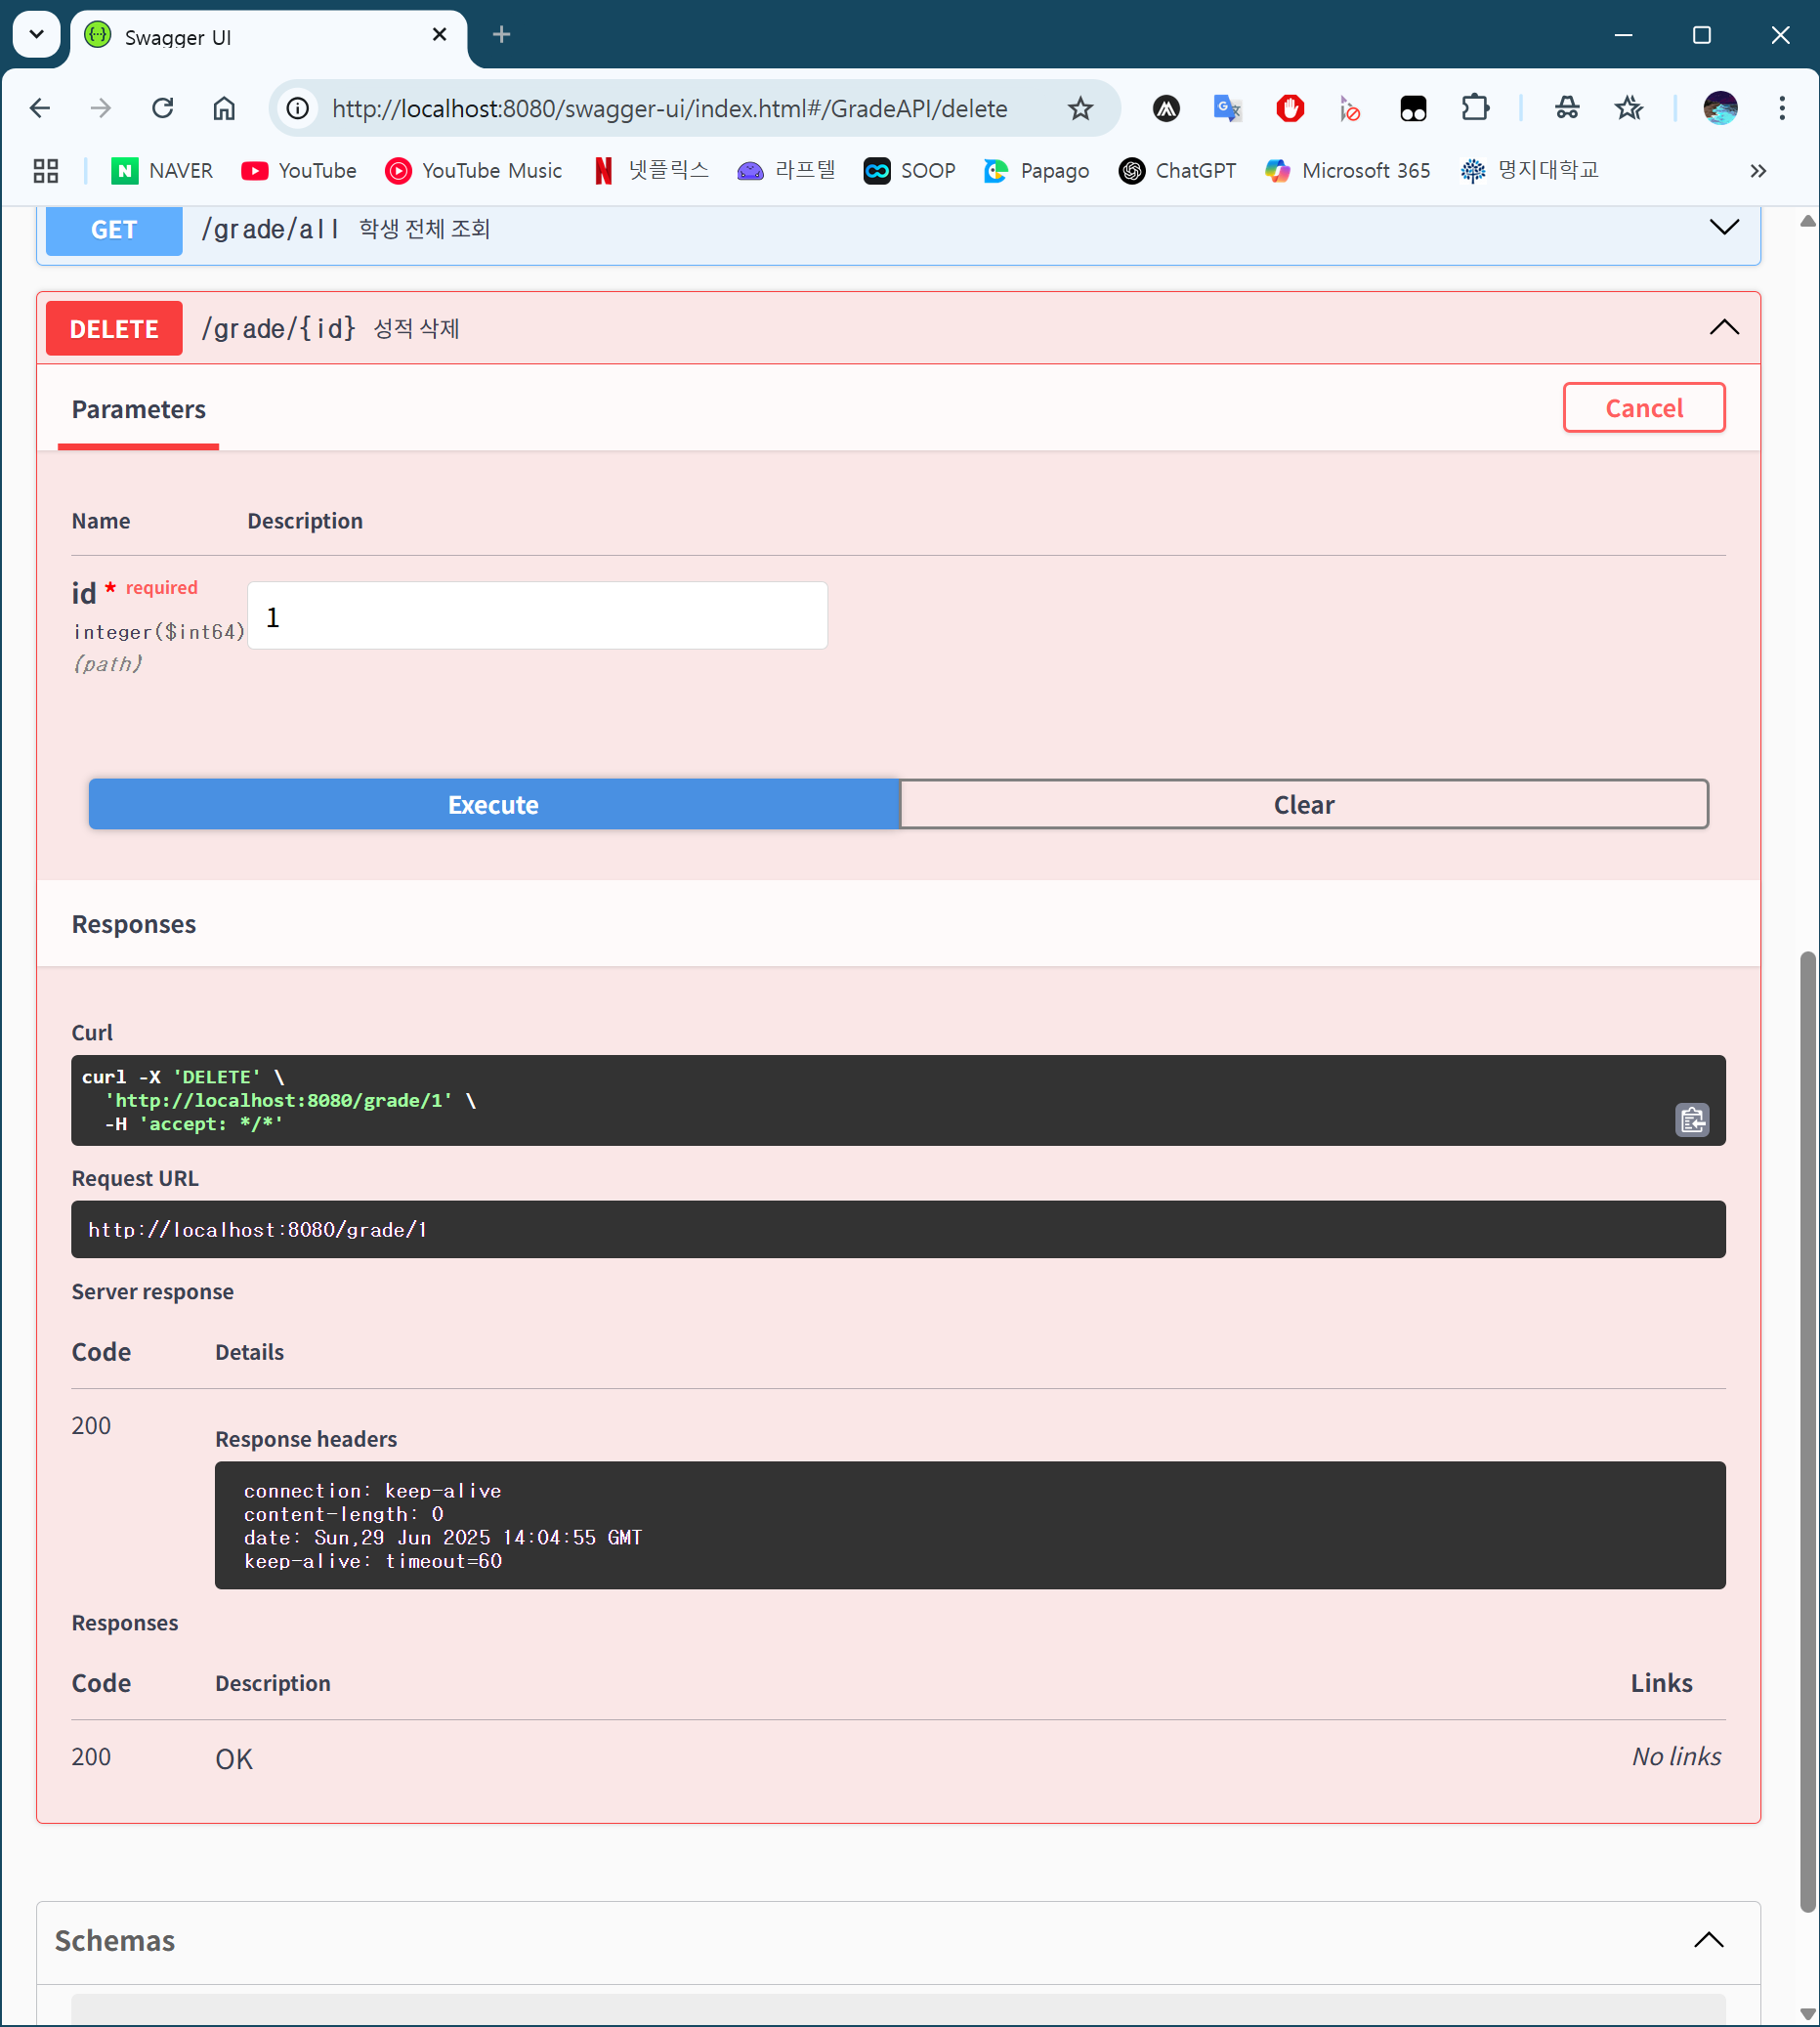 Swagger UI
http://localhost:8080/swagger-ui/index.html#/GradeAPI/delete
NAVER YouTube YouTube Music 넷플릭스 라프텔 SOOP Papago ChatGPT Microsoft 365 명지대학교
GET /grade/all 학생 전체 조회
DELETE /grade/{id} 성적 삭제
Parameters
Cancel
Name Description
id * required
integer($int64)
(path)
1
Execute Clear
Responses
Curl
curl -X 'DELETE' \
'http://localhost:8080/grade/1' \
-H 'accept: */*'
Request URL
http://localhost:8080/grade/1
Server response
Code Details
200
Response headers
connection: keep-alive
content-length: 0
date: Sun,29 Jun 2025 14:04:55 GMT
keep-alive: timeout=60
Responses
Code Description Links
200 OK No links
Schemas